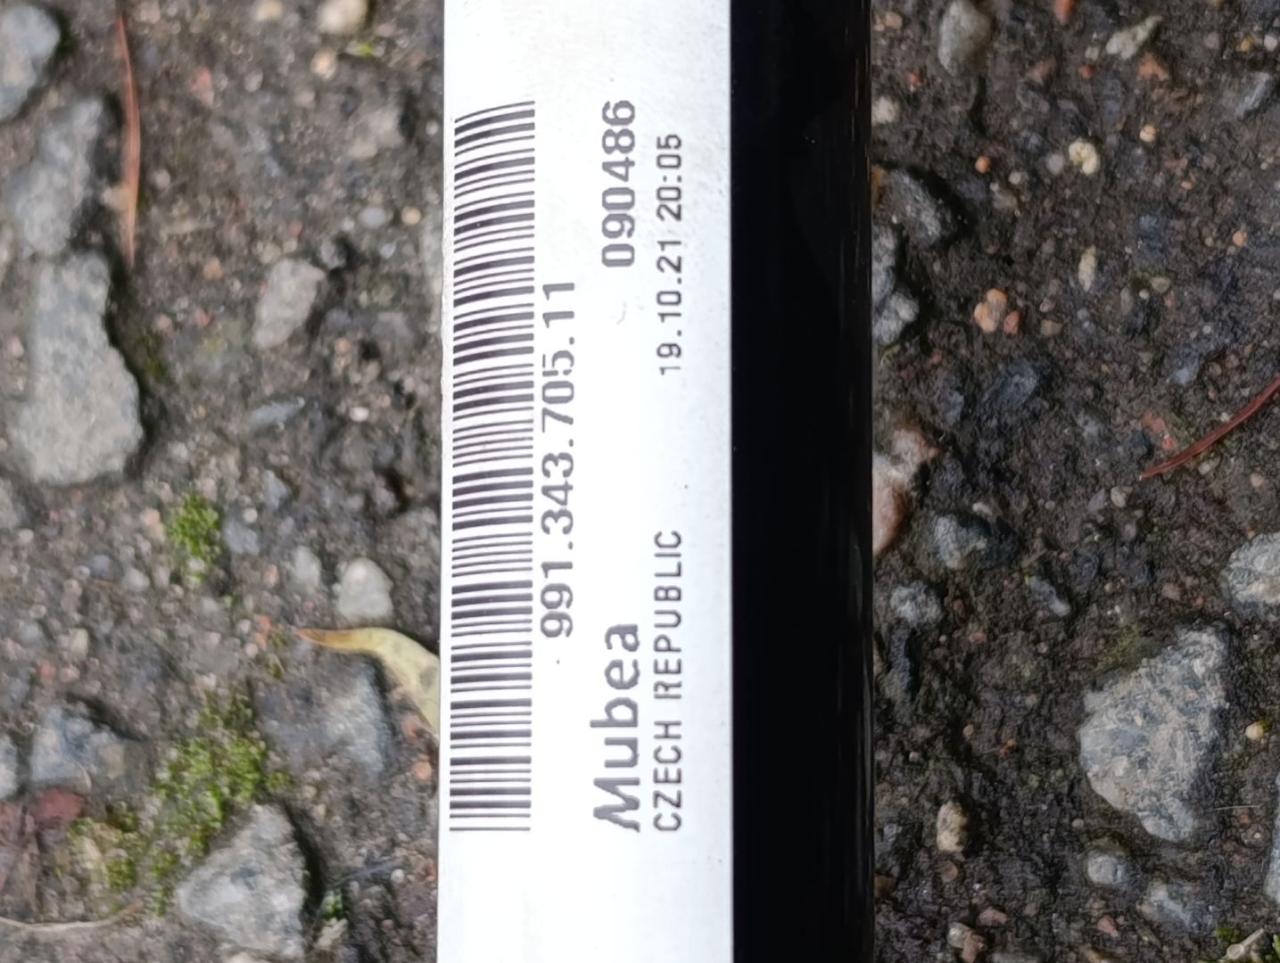 991.343.705.11
Mubea 090486
CZECH REPUBLIC 19.10.21 20:05